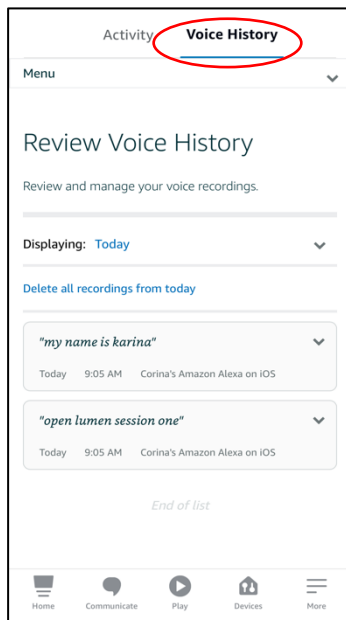 Activity Voice History
Menu
Review Voice History
Review and manage your voice recordings.
Displaying: Today
Delete all recordings from today
"my name is karina"
Today 9:05 AM Corina's Amazon Alexa on iOS
"open lumen session one"
Today 9:05 AM Corina's Amazon Alexa on iOS
End of list
Home Communicate Play Devices More